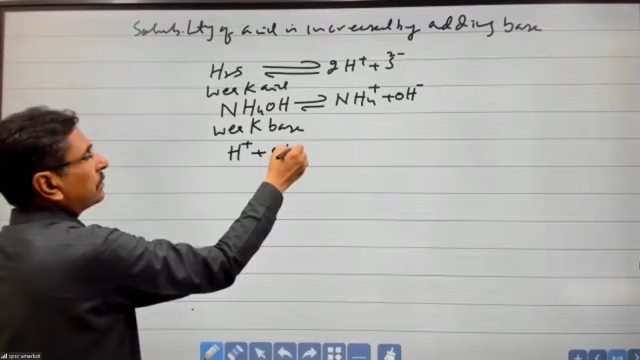 Solubility of acid is increased by adding base
H2S ⇌ 2H+ + S2-
weak acid
NH4OH ⇌ NH4+ + OH-
weak base
H+ +